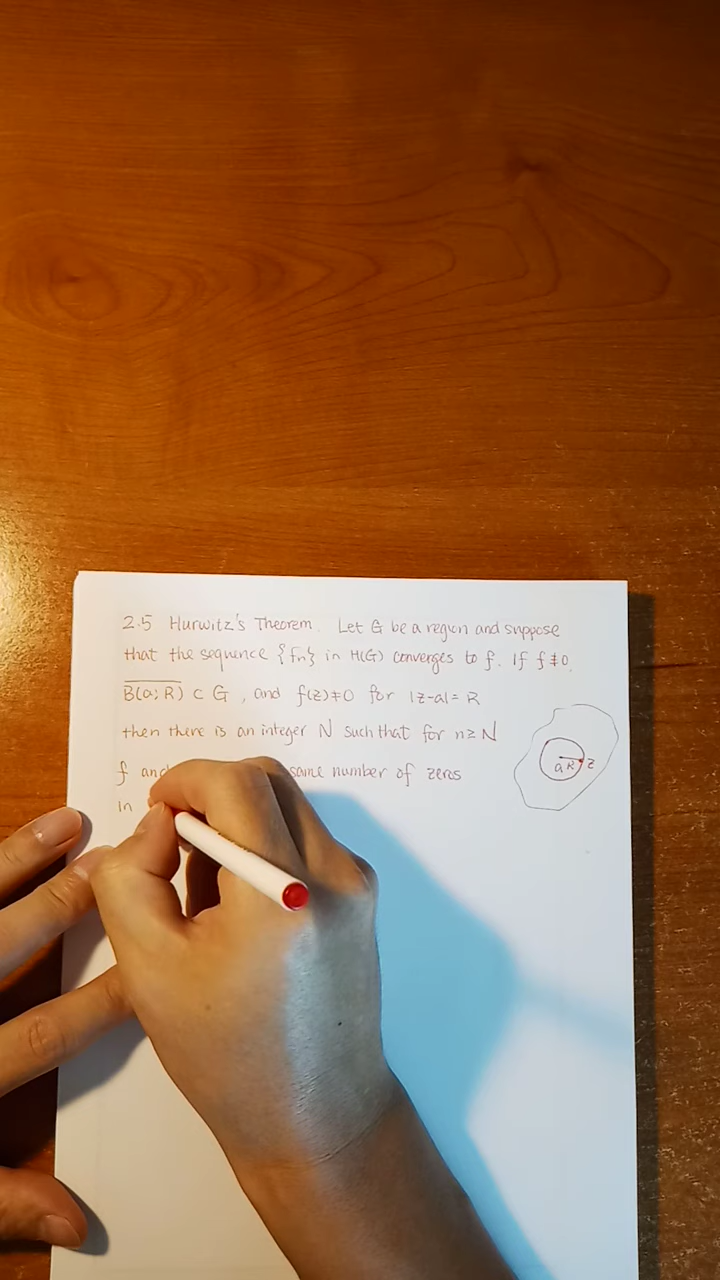 2.5 Hurwitz's Theorem. Let G be a region and suppose
that the sequence {fn} in H(G) converges to f. If f≢0,
B̅(̅a̅;̅ ̅R̅)̅ ⊂ G, and f(z)≠0 for |z-a|= R
then there is an integer N such that for n≥N
f and same number of zeros
in
a R z